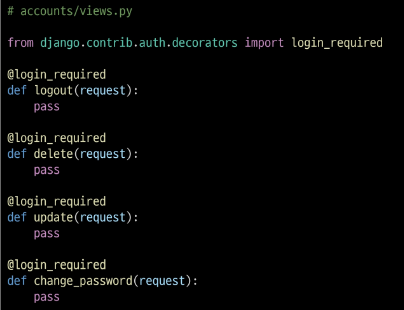 # accounts/views.py
from django.contrib.auth.decorators import login_required
@login_required
def logout(request):
    pass
@login_required
def delete(request):
    pass
@login_required
def update(request):
    pass
@login_required
def change_password(request):
    pass